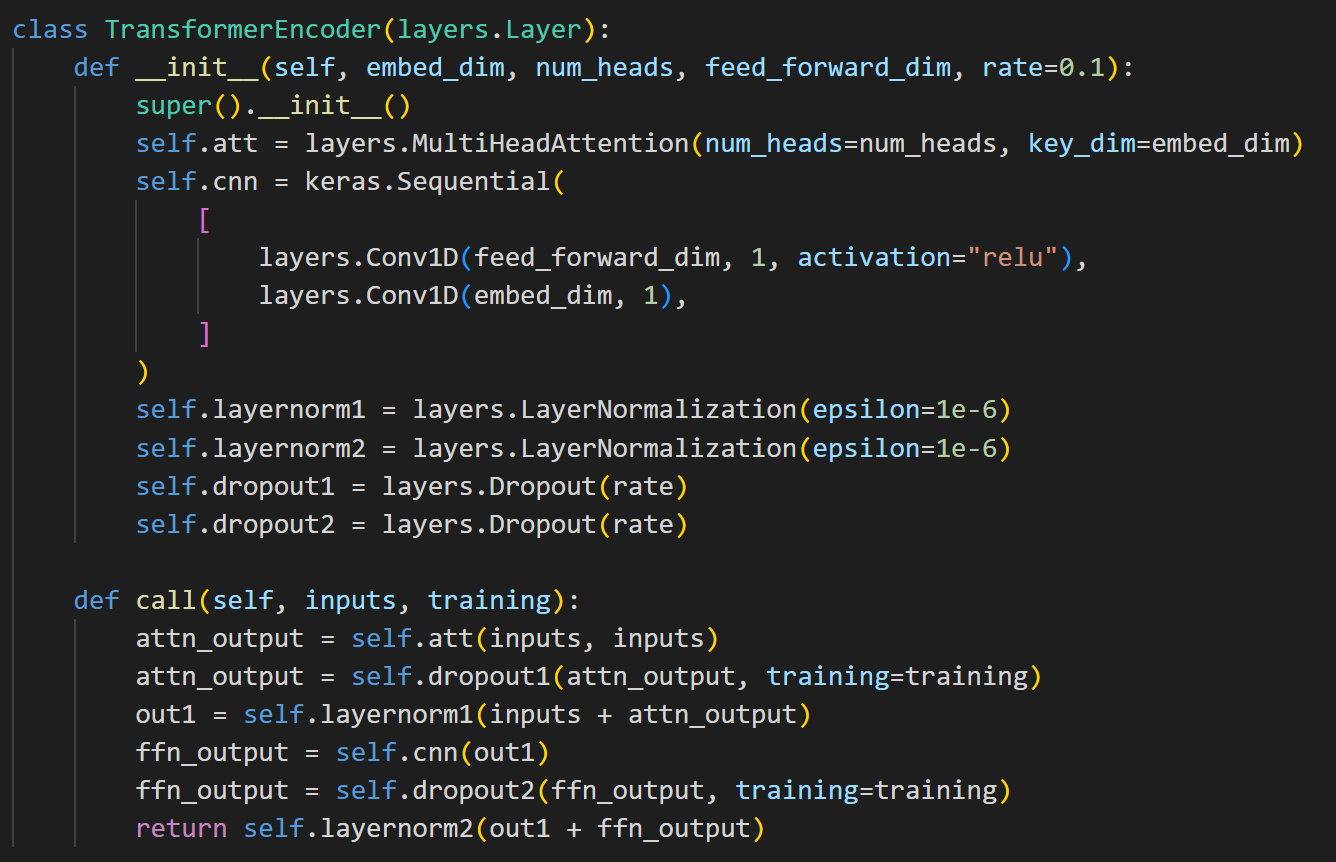 class TransformerEncoder(layers.Layer):
    def __init__(self, embed_dim, num_heads, feed_forward_dim, rate=0.1):
        super().__init__()
        self.att = layers.MultiHeadAttention(num_heads=num_heads, key_dim=embed_dim)
        self.cnn = keras.Sequential(
            [
                layers.Conv1D(feed_forward_dim, 1, activation="relu"),
                layers.Conv1D(embed_dim, 1),
            ]
        )
        self.layernorm1 = layers.LayerNormalization(epsilon=1e-6)
        self.layernorm2 = layers.LayerNormalization(epsilon=1e-6)
        self.dropout1 = layers.Dropout(rate)
        self.dropout2 = layers.Dropout(rate)

    def call(self, inputs, training):
        attn_output = self.att(inputs, inputs)
        attn_output = self.dropout1(attn_output, training=training)
        out1 = self.layernorm1(inputs + attn_output)
        ffn_output = self.cnn(out1)
        ffn_output = self.dropout2(ffn_output, training=training)
        return self.layernorm2(out1 + ffn_output)